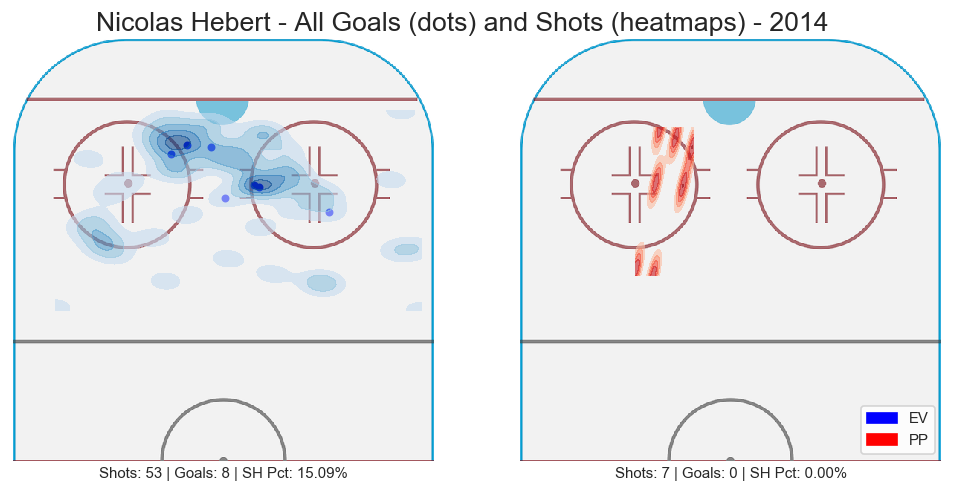 Nicolas Hebert - All Goals (dots) and Shots (heatmaps) - 2014
EV
PP
Shots: 53 | Goals: 8 | SH Pct: 15.09%
Shots: 7 | Goals: 0 | SH Pct: 0.00%